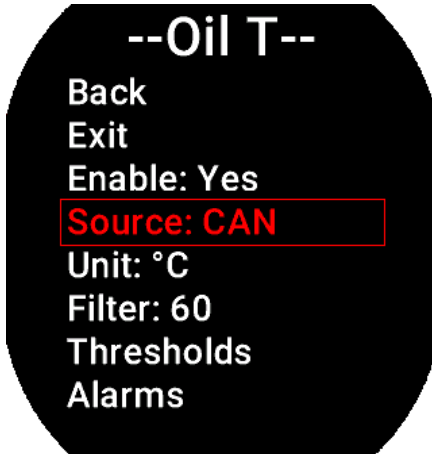 --Oil T--
Back
Exit
Enable: Yes
Source: CAN
Unit: °C
Filter: 60
Thresholds
Alarms